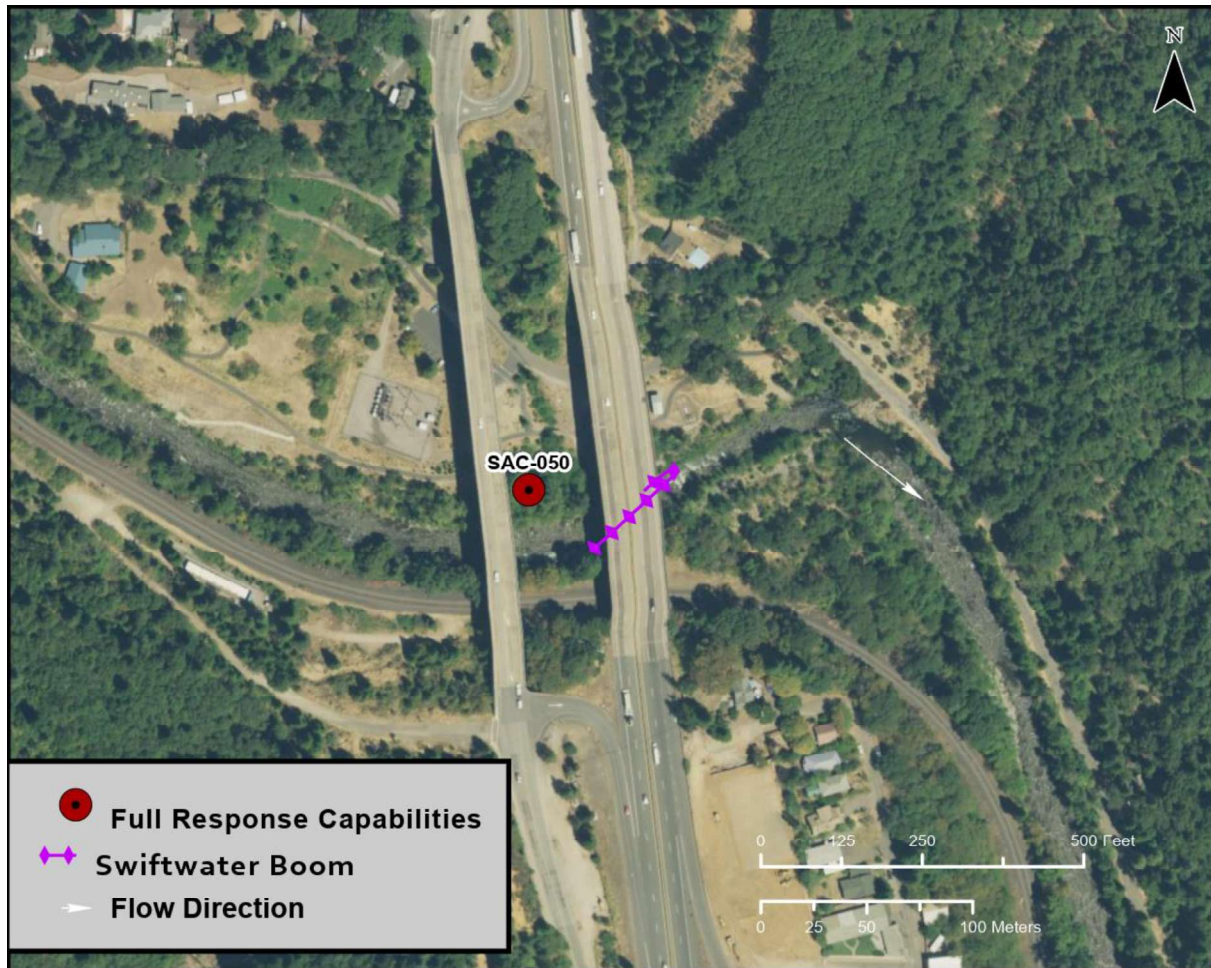 N
SAC-050
Full Response Capabilities
Swiftwater Boom
Flow Direction
0 125 250 500 Feet
0 25 50 100 Meters